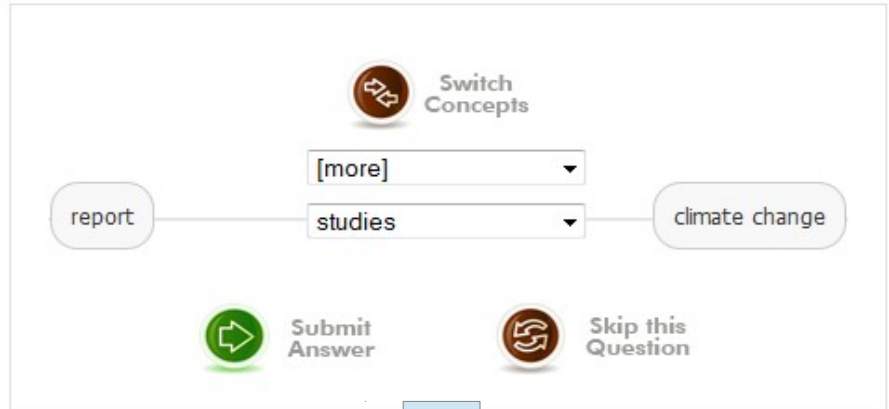 Switch
Concepts
[more]
report
studies
climate change
Submit
Answer
Skip this
Question